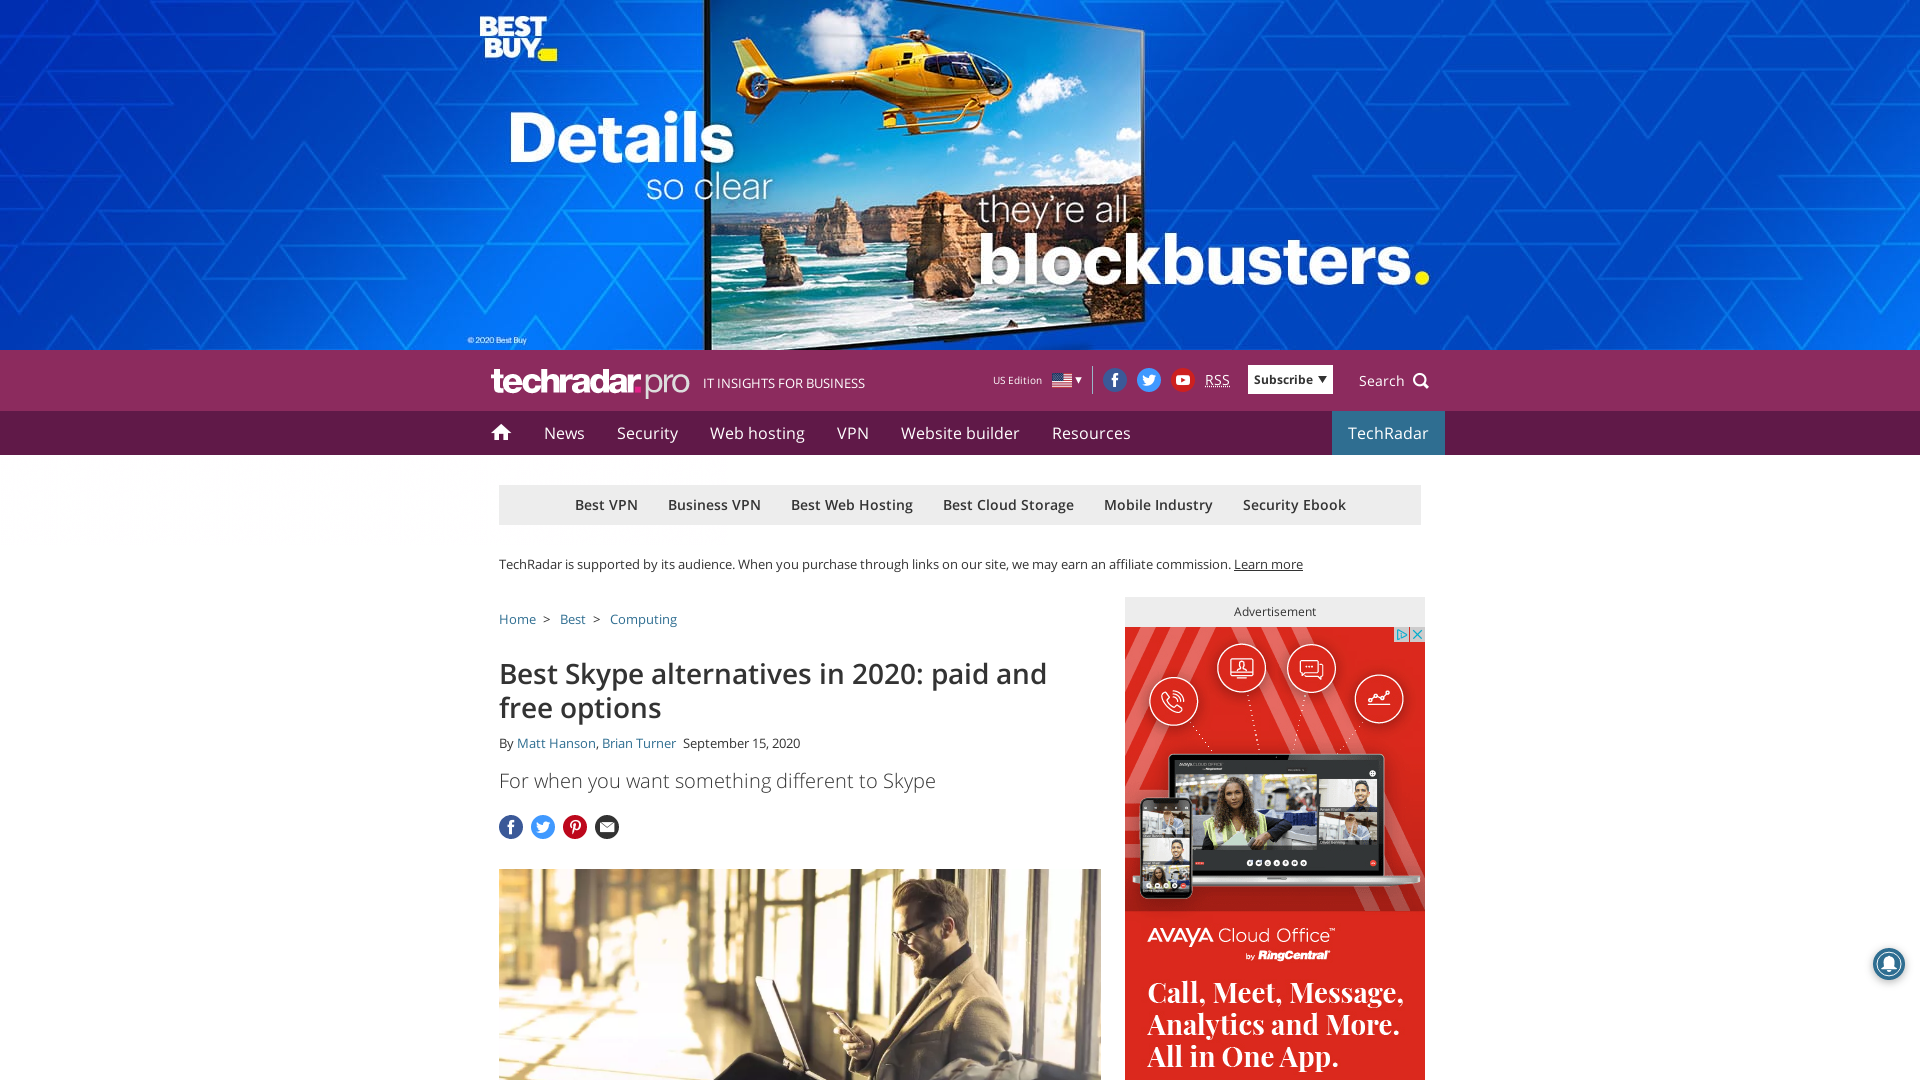 BEST
BUY
Details
so clear
they're all
blockbusters.
© 2020 Best Buy
techradar.pro IT INSIGHTS FOR BUSINESS US Edition ▼ RSS Subscribe ▼ Search
News Security Web hosting VPN Website builder Resources TechRadar
Best VPN Business VPN Best Web Hosting Best Cloud Storage Mobile Industry Security Ebook
TechRadar is supported by its audience. When you purchase through links on our site, we may earn an affiliate commission. Learn more
Home > Best > Computing
Best Skype alternatives in 2020: paid and
free options
By Matt Hanson, Brian Turner September 15, 2020
For when you want something different to Skype
Advertisement
AVAYA Cloud Office™
by RingCentral®
Call, Meet, Message,
Analytics and More.
All in One App.